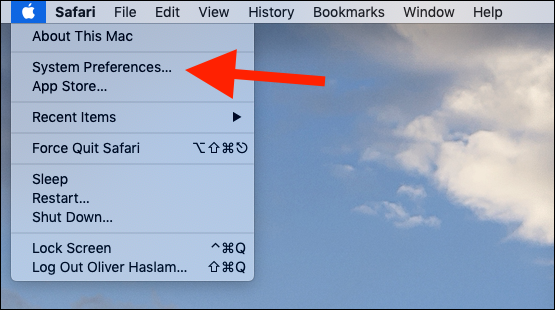 Safari File Edit View History Bookmarks Window Help
About This Mac
System Preferences...
App Store...
Recent Items
Force Quit Safari ⌥⇧⌘⎋
Sleep
Restart...
Shut Down...
Lock Screen ^⌘Q
Log Out Oliver Haslam... ⇧⌘Q